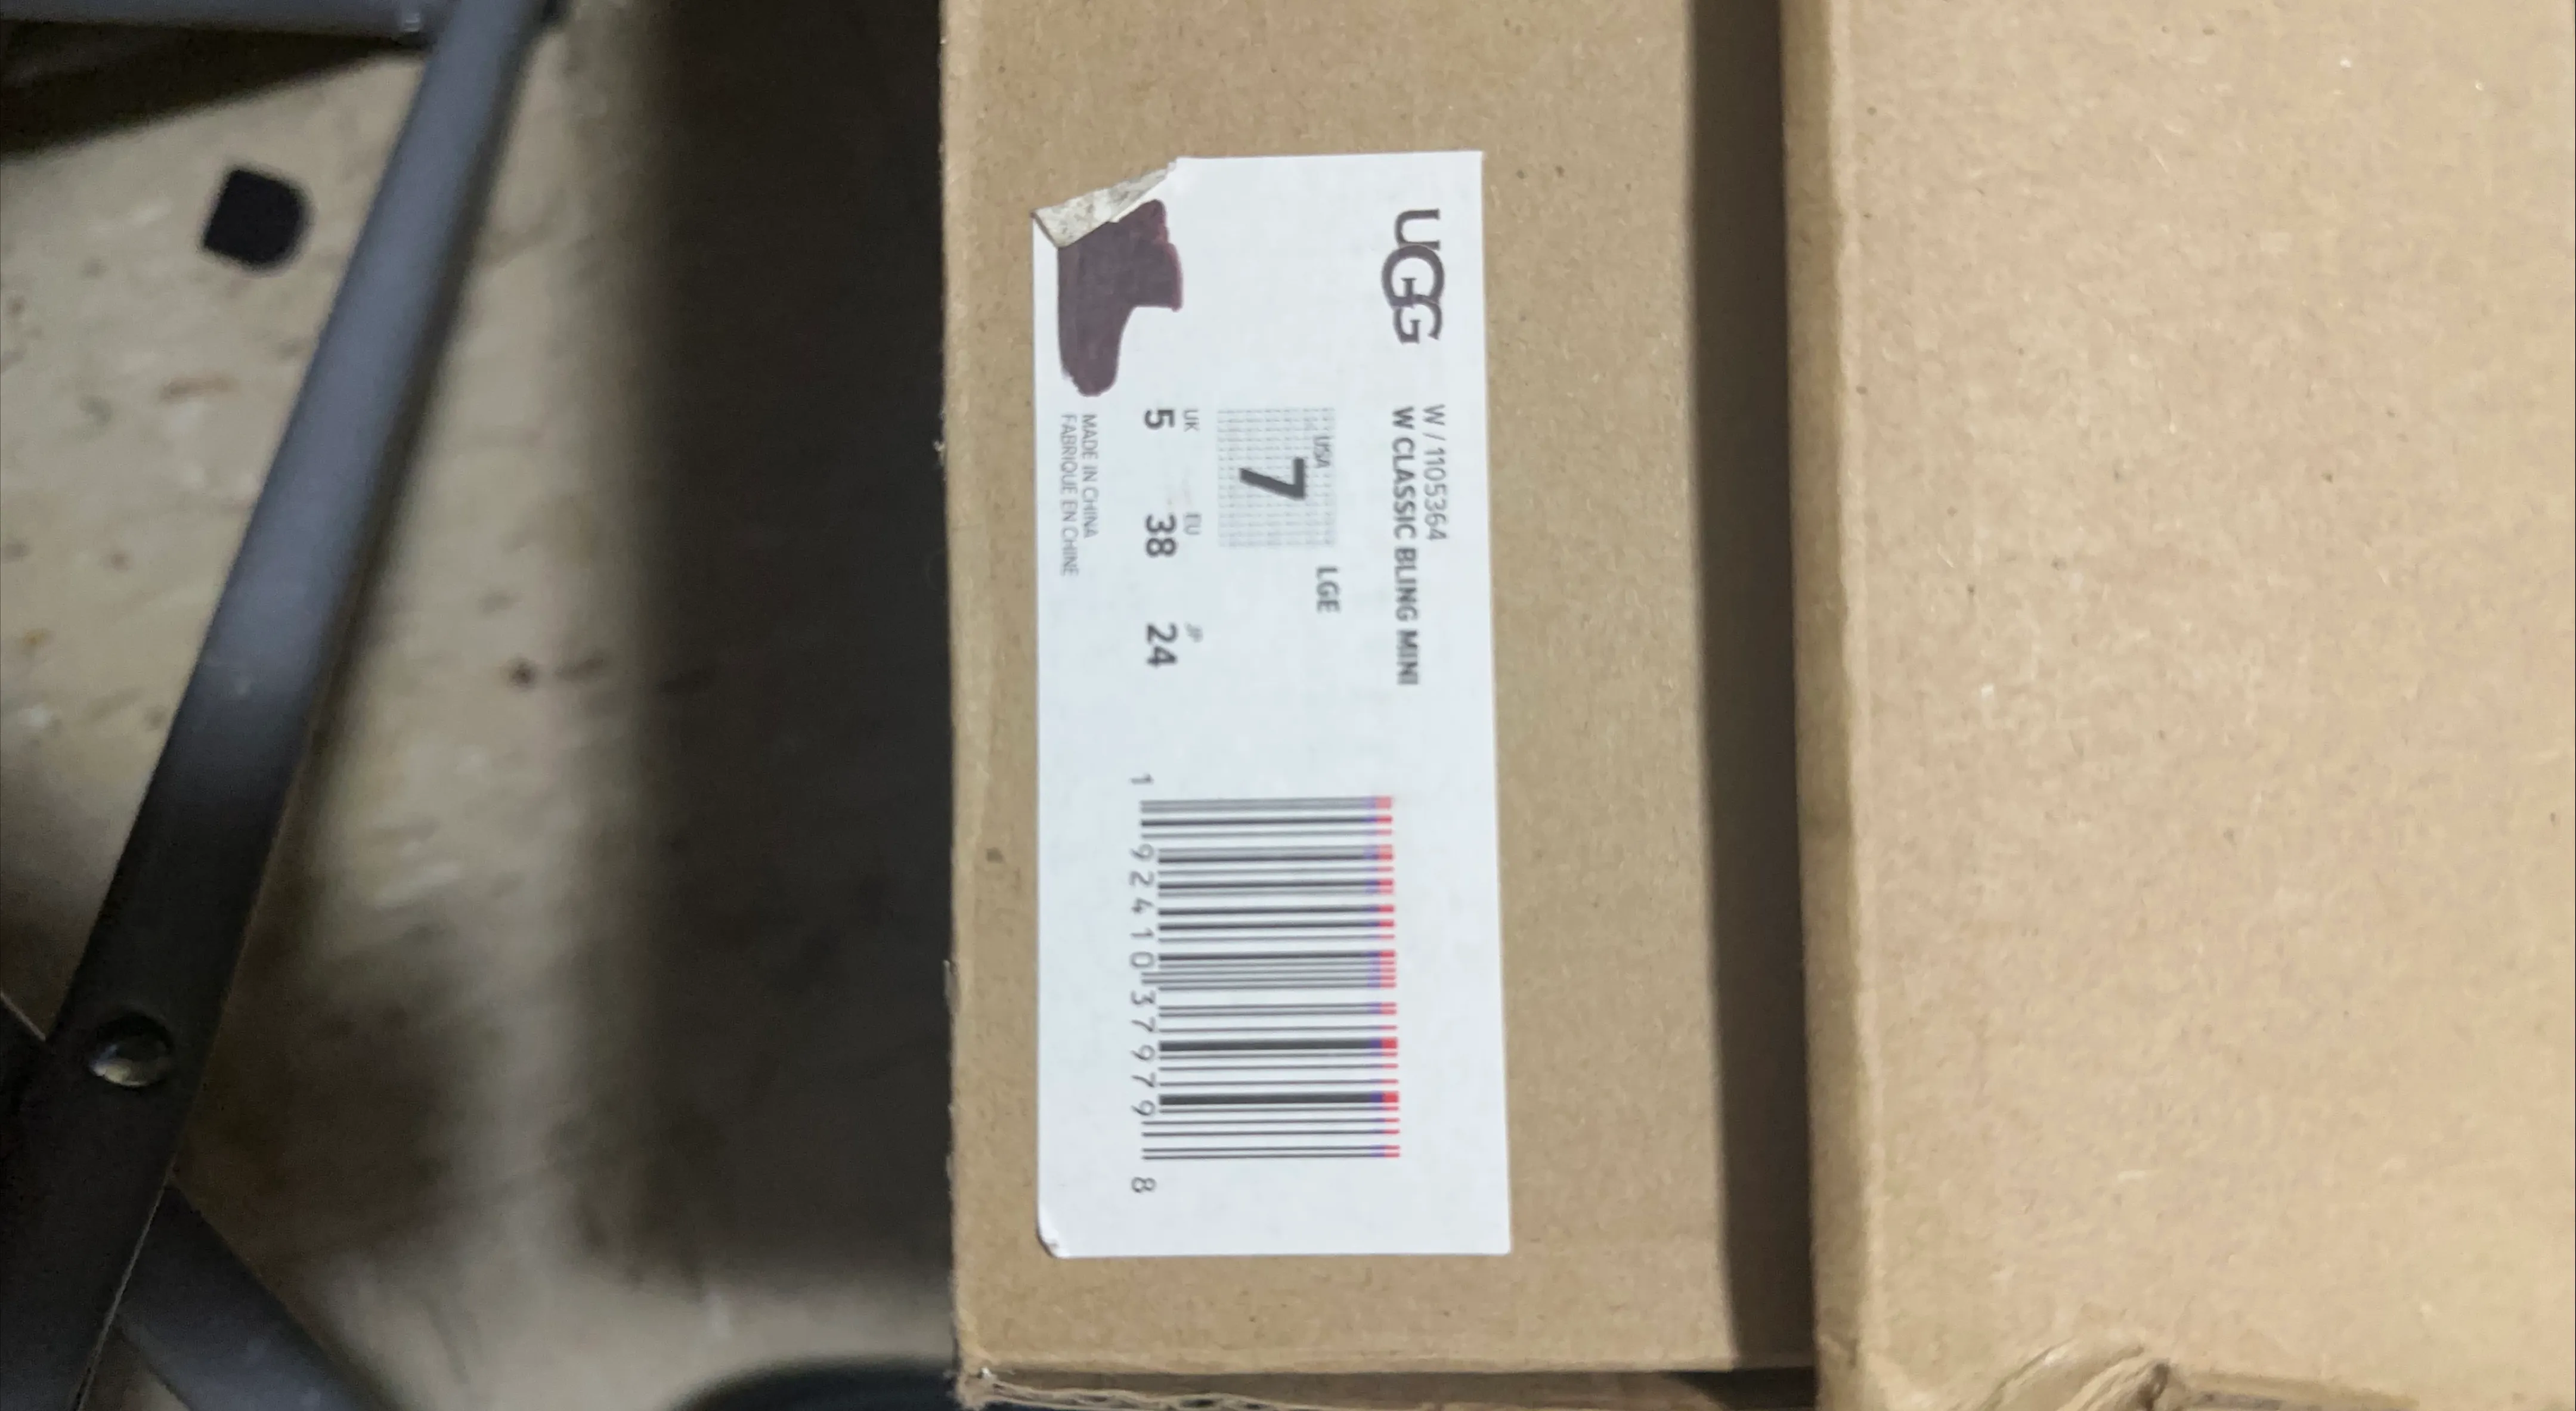 UGG
W / 1105364
W CLASSIC BLING MINI
USA
7
LGE
UK
5
EU
38
JP
24
MADE IN CHINA
FABRIQUE EN CHINE
1 92410 37979 8